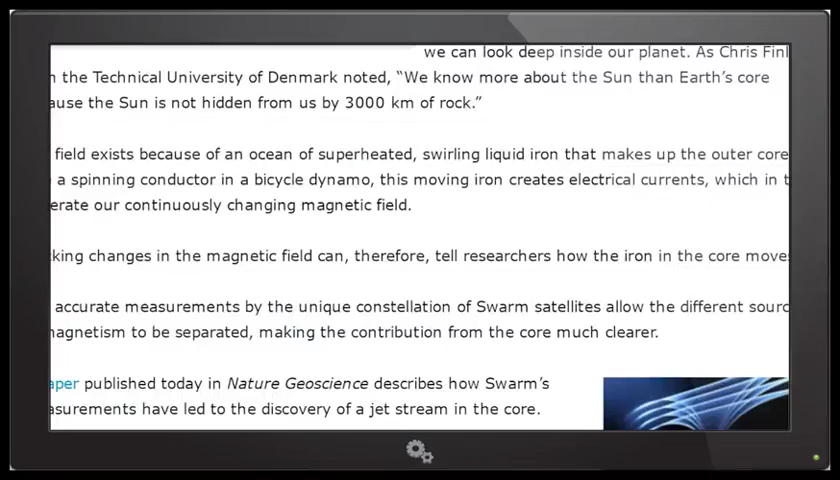 we can look deep inside our planet. As Chris Finl
the Technical University of Denmark noted, “We know more about the Sun than Earth’s core
ause the Sun is not hidden from us by 3000 km of rock.”
field exists because of an ocean of superheated, swirling liquid iron that makes up the outer core
a spinning conductor in a bicycle dynamo, this moving iron creates electrical currents, which in t
erate our continuously changing magnetic field.
king changes in the magnetic field can, therefore, tell researchers how the iron in the core moves
accurate measurements by the unique constellation of Swarm satellites allow the different sourc
agnetism to be separated, making the contribution from the core much clearer.
aper published today in Nature Geoscience describes how Swarm’s
asurements have led to the discovery of a jet stream in the core.